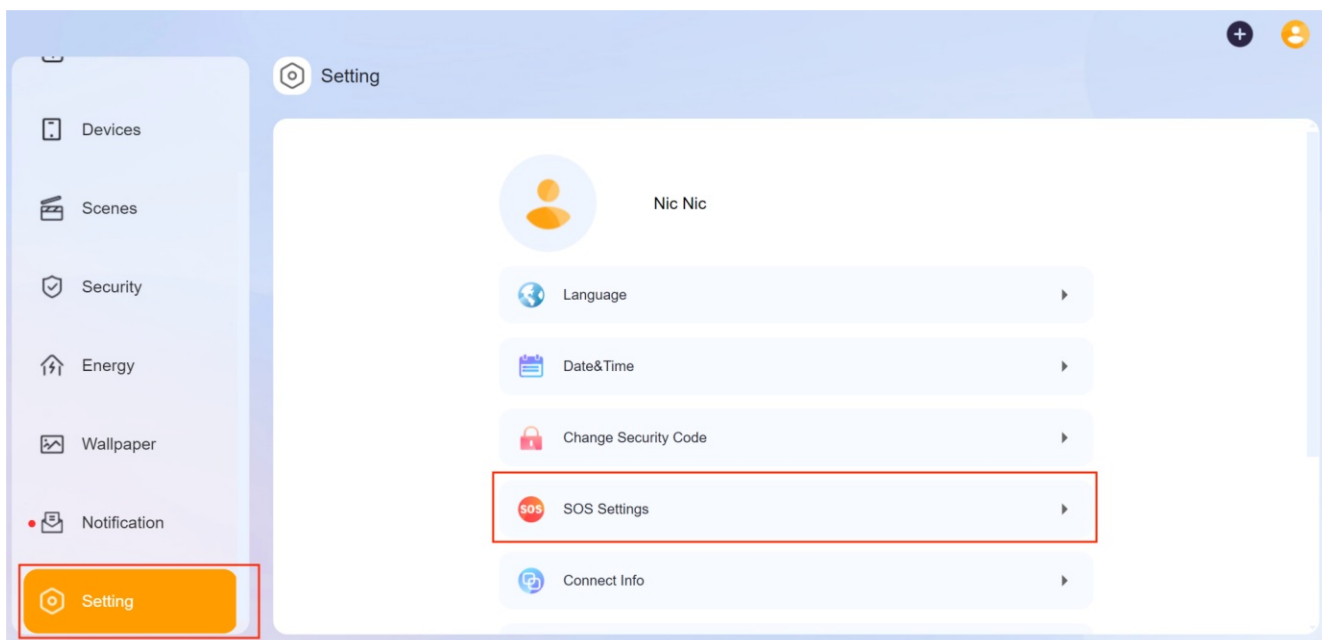 Setting
Devices
Scenes
Security
Energy
Wallpaper
Notification
Setting
Nic Nic
Language
Date&Time
Change Security Code
SOS
SOS Settings
Connect Info